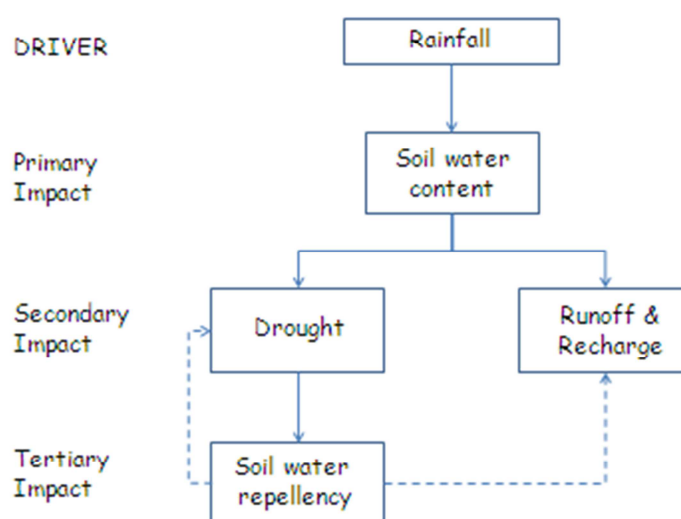 DRIVER
Rainfall
Primary
Impact
Soil water
content
Secondary
Impact
Drought
Runoff &
Recharge
Tertiary
Impact
Soil water
repellency